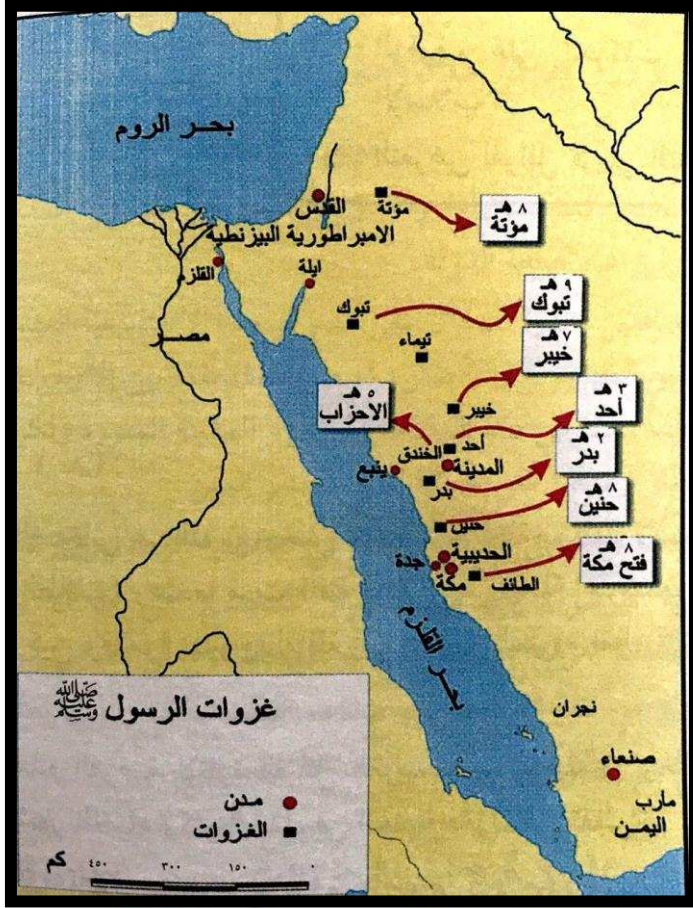 بحر الروم
القدس
مؤتة
٨ هـ
مؤتة
الامبراطورية البيزنطية
القلزم
ايلة
تبوك
٩ هـ
تبوك
مصر
تيماء
٧ هـ
خيبر
خيبر
٥ هـ
الأحزاب
٣ هـ
أحد
أحد
الخندق
المدينة
ينبع
بدر
٢ هـ
بدر
٨ هـ
حنين
حنين
الحديبية
جدة
مكة
الطائف
٨ هـ
فتح مكة
بحر القلزم
نجران
صنعاء
مأرب
اليمن
غزوات الرسول ﷺ
مدن
الغزوات
كم
٤٥٠ ٣٠٠ ١٥٠ ٠